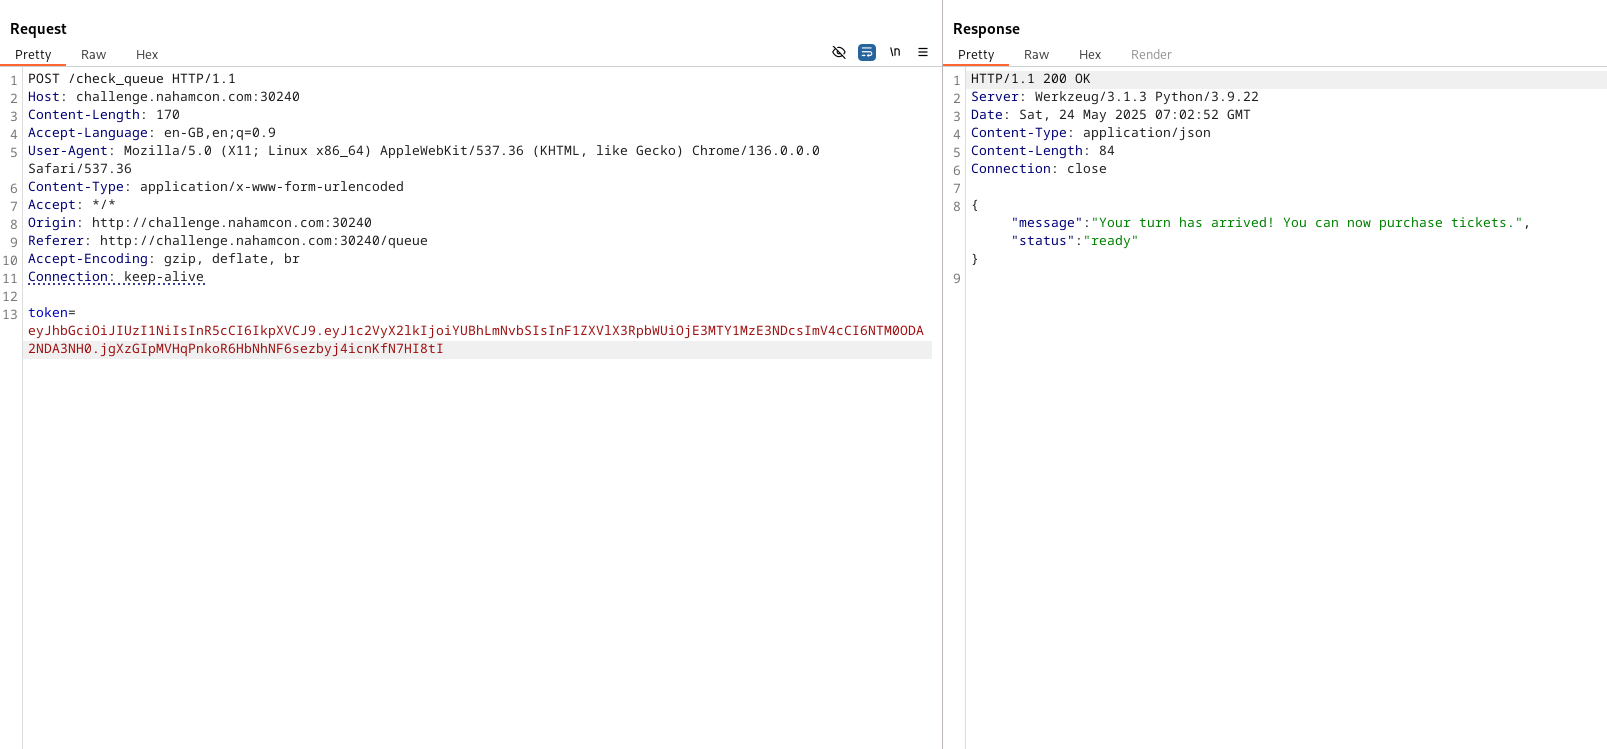 Request
Pretty Raw Hex
\n
1 POST /check_queue HTTP/1.1
2 Host: challenge.nahamcon.com:30240
3 Content-Length: 170
4 Accept-Language: en-GB,en;q=0.9
5 User-Agent: Mozilla/5.0 (X11; Linux x86_64) AppleWebKit/537.36 (KHTML, like Gecko) Chrome/136.0.0.0
Safari/537.36
6 Content-Type: application/x-www-form-urlencoded
7 Accept: */*
8 Origin: http://challenge.nahamcon.com:30240
9 Referer: http://challenge.nahamcon.com:30240/queue
10 Accept-Encoding: gzip, deflate, br
11 Connection: keep-alive
12
13 token=
eyJhbGciOiJIUzI1NiIsInR5cCI6IkpXVCJ9.eyJ1c2VyX2lkIjoiYUBhLmNvbSIsInF1ZXVlX3RpbWUiOjE3MTY1MzE3NDcsImV4cCI6NTM0ODA
2NDA3NH0.jgXzGIpMVHqPnkoR6HbNhNF6sezbyj4icnKfN7HI8tI
Response
Pretty Raw Hex Render
1 HTTP/1.1 200 OK
2 Server: Werkzeug/3.1.3 Python/3.9.22
3 Date: Sat, 24 May 2025 07:02:52 GMT
4 Content-Type: application/json
5 Content-Length: 84
6 Connection: close
7
8 {
"message":"Your turn has arrived! You can now purchase tickets.",
"status":"ready"
}
9